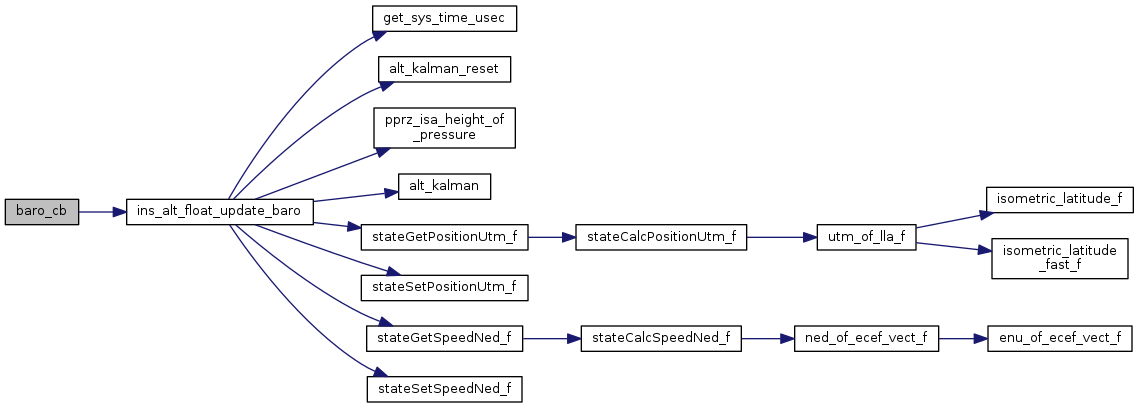 get_sys_time_usec
alt_kalman_reset
pprz_isa_height_of
_pressure
alt_kalman
baro_cb
ins_alt_float_update_baro
stateGetPositionUtm_f
stateCalcPositionUtm_f
utm_of_lla_f
isometric_latitude_f
isometric_latitude
_fast_f
stateSetPositionUtm_f
stateGetSpeedNed_f
stateCalcSpeedNed_f
ned_of_ecef_vect_f
enu_of_ecef_vect_f
stateSetSpeedNed_f